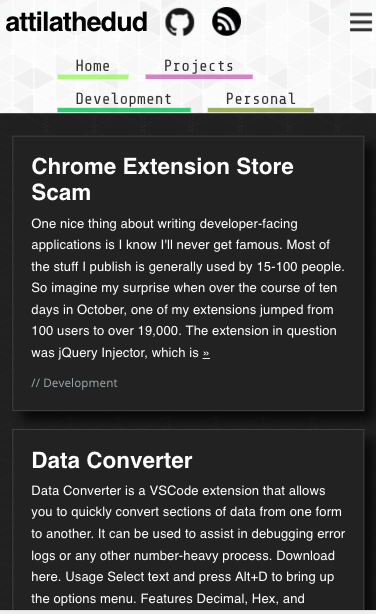 attilathedud
Home Projects
Development Personal
Chrome Extension Store
Scam
One nice thing about writing developer-facing
applications is I know I'll never get famous. Most of
the stuff I publish is generally used by 15-100 people.
So imagine my surprise when over the course of ten
days in October, one of my extensions jumped from
100 users to over 19,000. The extension in question
was jQuery Injector, which is »
// Development
Data Converter
Data Converter is a VSCode extension that allows
you to quickly convert sections of data from one form
to another. It can be used to assist in debugging error
logs or any other number-heavy process. Download
here. Usage Select text and press Alt+D to bring up
the options menu. Features Decimal, Hex, and